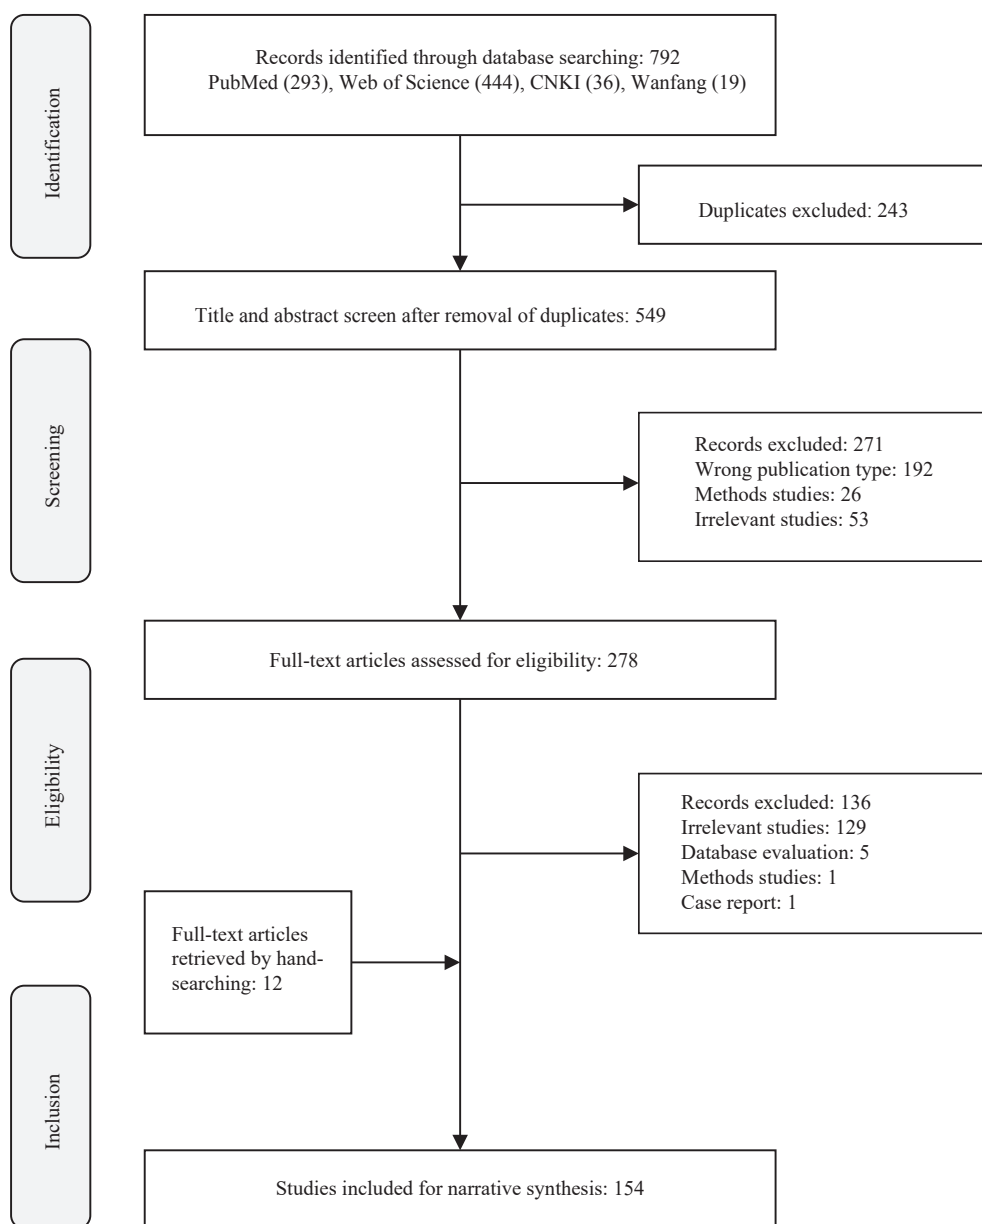 Identification
Records identified through database searching: 792
PubMed (293), Web of Science (444), CNKI (36), Wanfang (19)
Duplicates excluded: 243
Title and abstract screen after removal of duplicates: 549
Screening
Records excluded: 271
Wrong publication type: 192
Methods studies: 26
Irrelevant studies: 53
Full-text articles assessed for eligibility: 278
Eligibility
Records excluded: 136
Irrelevant studies: 129
Database evaluation: 5
Methods studies: 1
Case report: 1
Full-text articles
retrieved by hand-
searching: 12
Inclusion
Studies included for narrative synthesis: 154